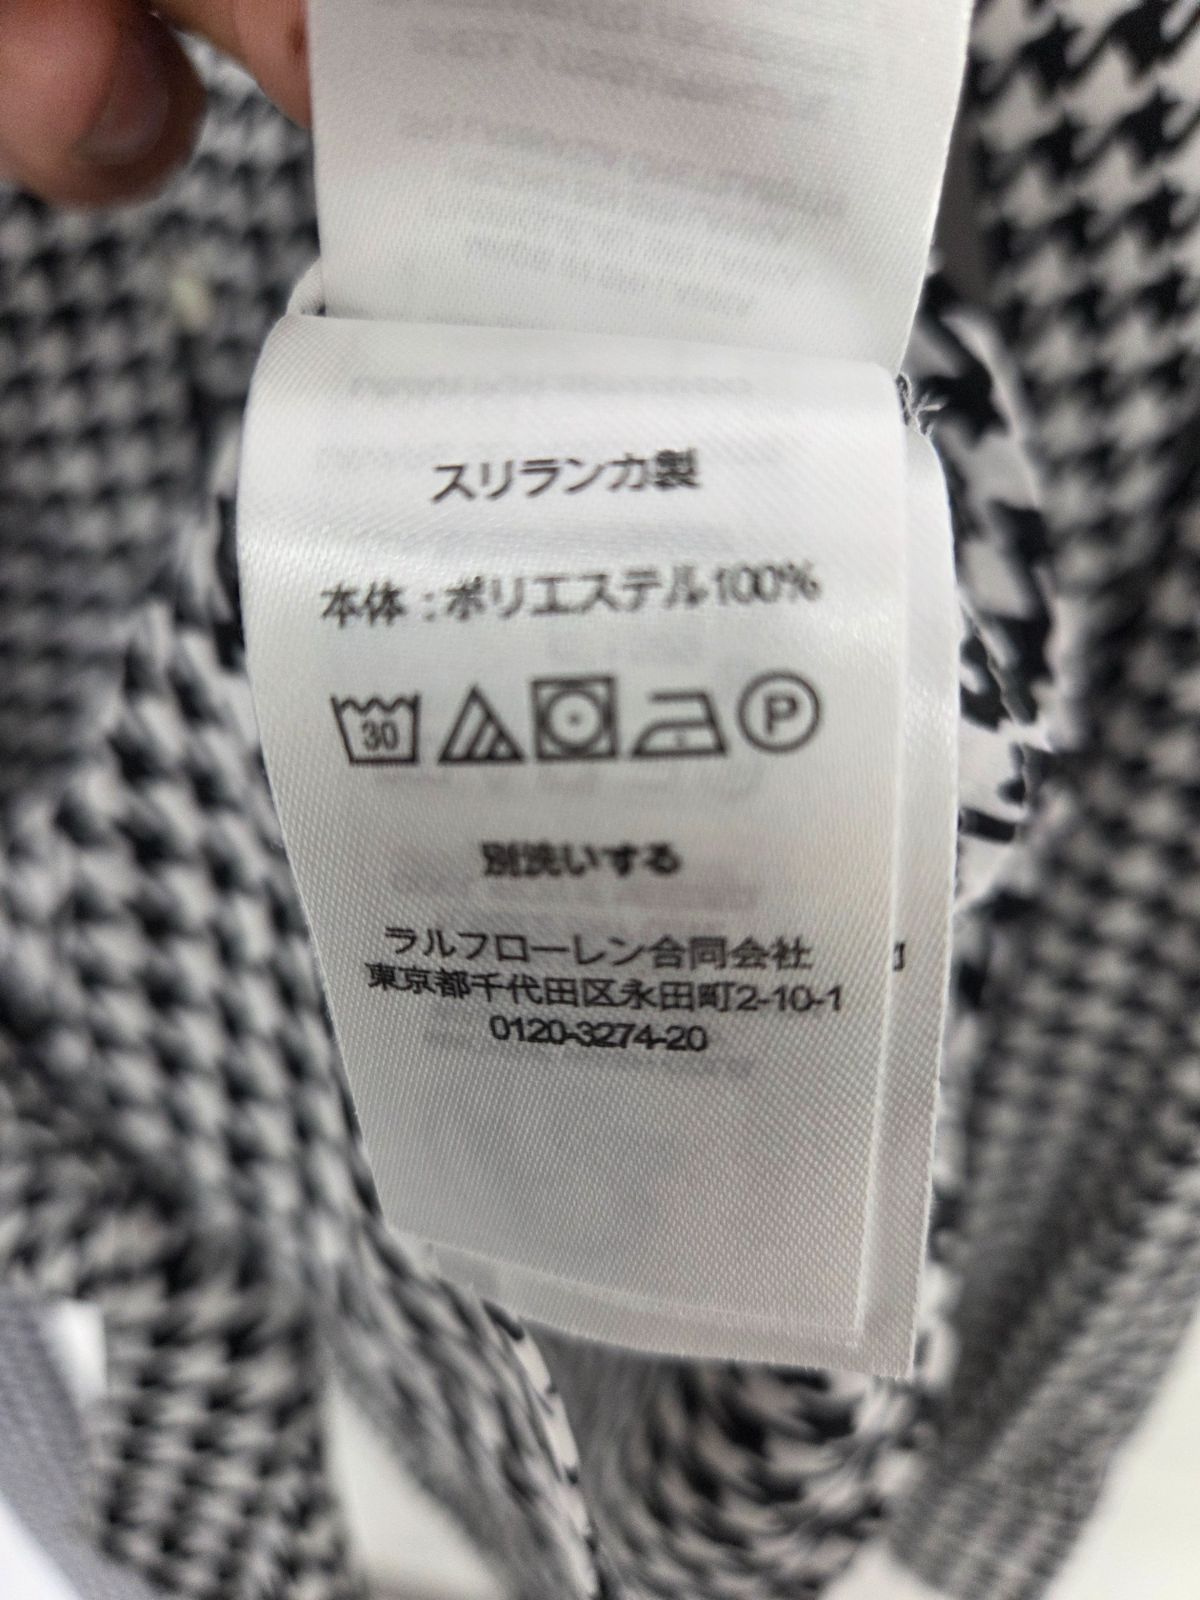 スリランカ製
本体:ポリエステル100%
30
P
別洗いする
ラルフローレン合同会社
東京都千代田区永田町2-10-1
0120-3274-20